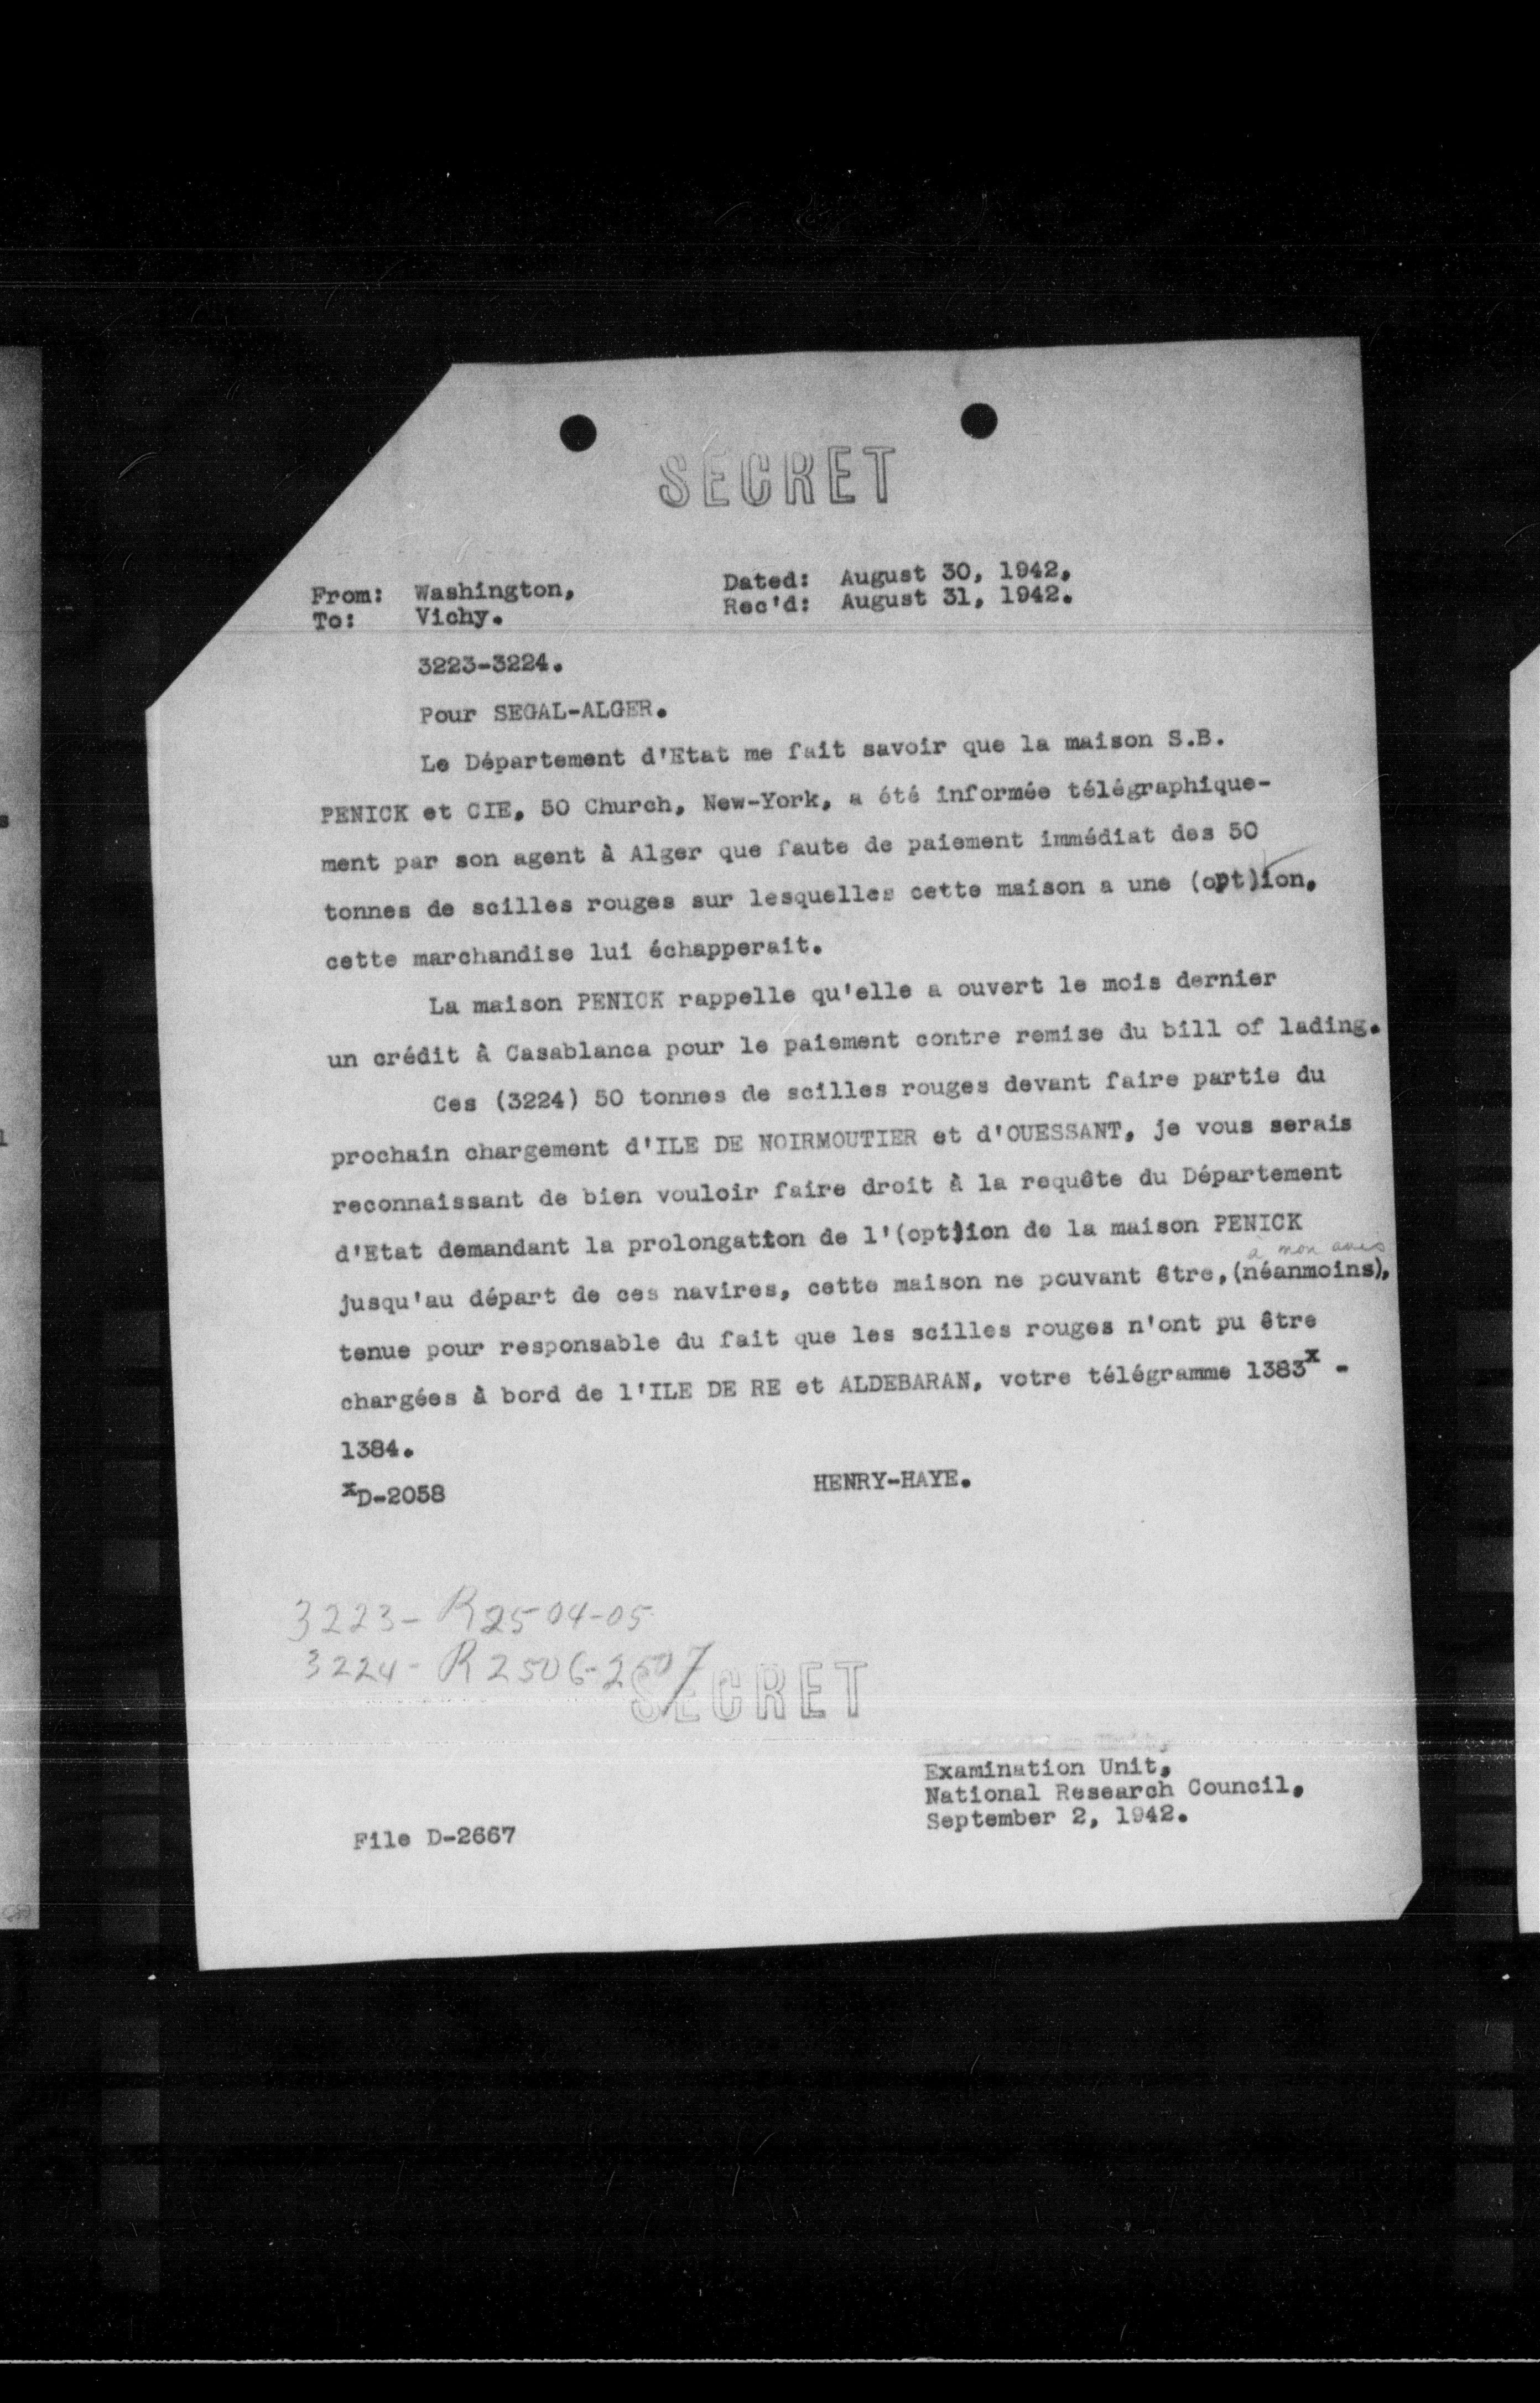 SECRET
From: Washington,
To: Vichy.
Dated: August 30, 1942.
Rec'd: August 31, 1942.
3223-3224.
Pour SEGAL-ALGER.
Le Département d'Etat me fait savoir que la maison S.B.
PENICK et CIE, 50 Church, New-York, a été informée télégraphique-
ment par son agent à Alger que faute de paiement immédiat des 50
tonnes de scilles rouges sur lesquelles cette maison a une (opt)ion,
cette marchandise lui échapperait.
La maison PENICK rappelle qu'elle a ouvert le mois dernier
un crédit à Casablanca pour le paiement contre remise du bill of lading.
Ces (3224) 50 tonnes de scilles rouges devant faire partie du
prochain chargement d'ILE DE NOIRMOUTIER et d'OUESSANT, je vous serais
reconnaissant de bien vouloir faire droit à la requête du Département
d'Etat demandant la prolongation de l'(opt)ion de la maison PENICK
à mon avis
jusqu'au départ de ces navires, cette maison ne pouvant être, (néanmoins),
tenue pour responsable du fait que les scilles rouges n'ont pu être
chargées à bord de l'ILE DE RE et ALDEBARAN, votre télégramme 1383x -
1384.
xD-2058
HENRY-HAYE.
3223- R2504-05
3224- R2506-2507
SECRET
Examination Unit,
National Research Council,
September 2, 1942.
File D-2667